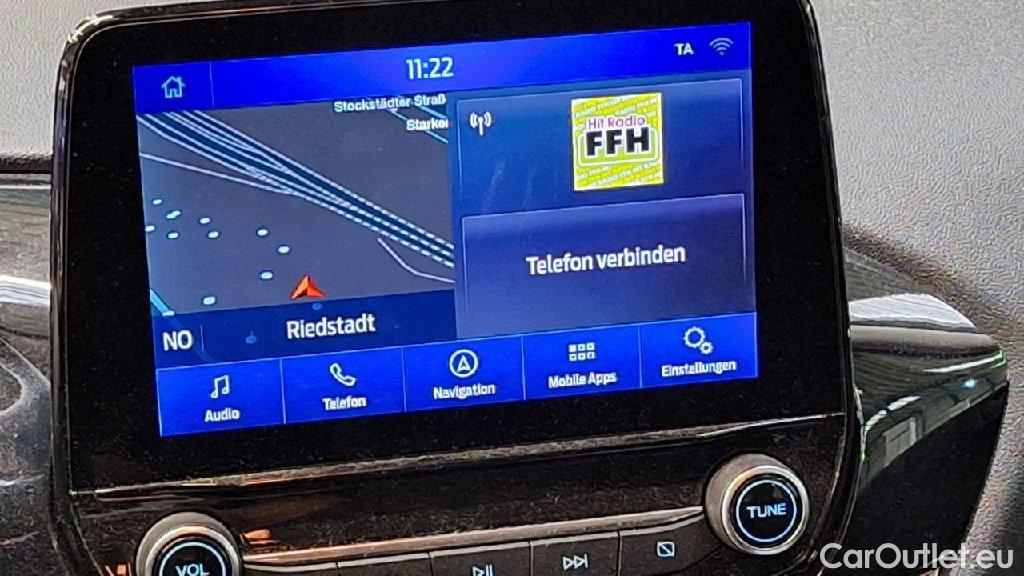 11:22
TA
Stockstädter Straß
Starke
Hit Radio
FFH
Telefon verbinden
NO
Riedstadt
Audio
Telefon
Navigation
Mobile Apps
Einstellungen
VOL
TUNE
CarOutlet.eu